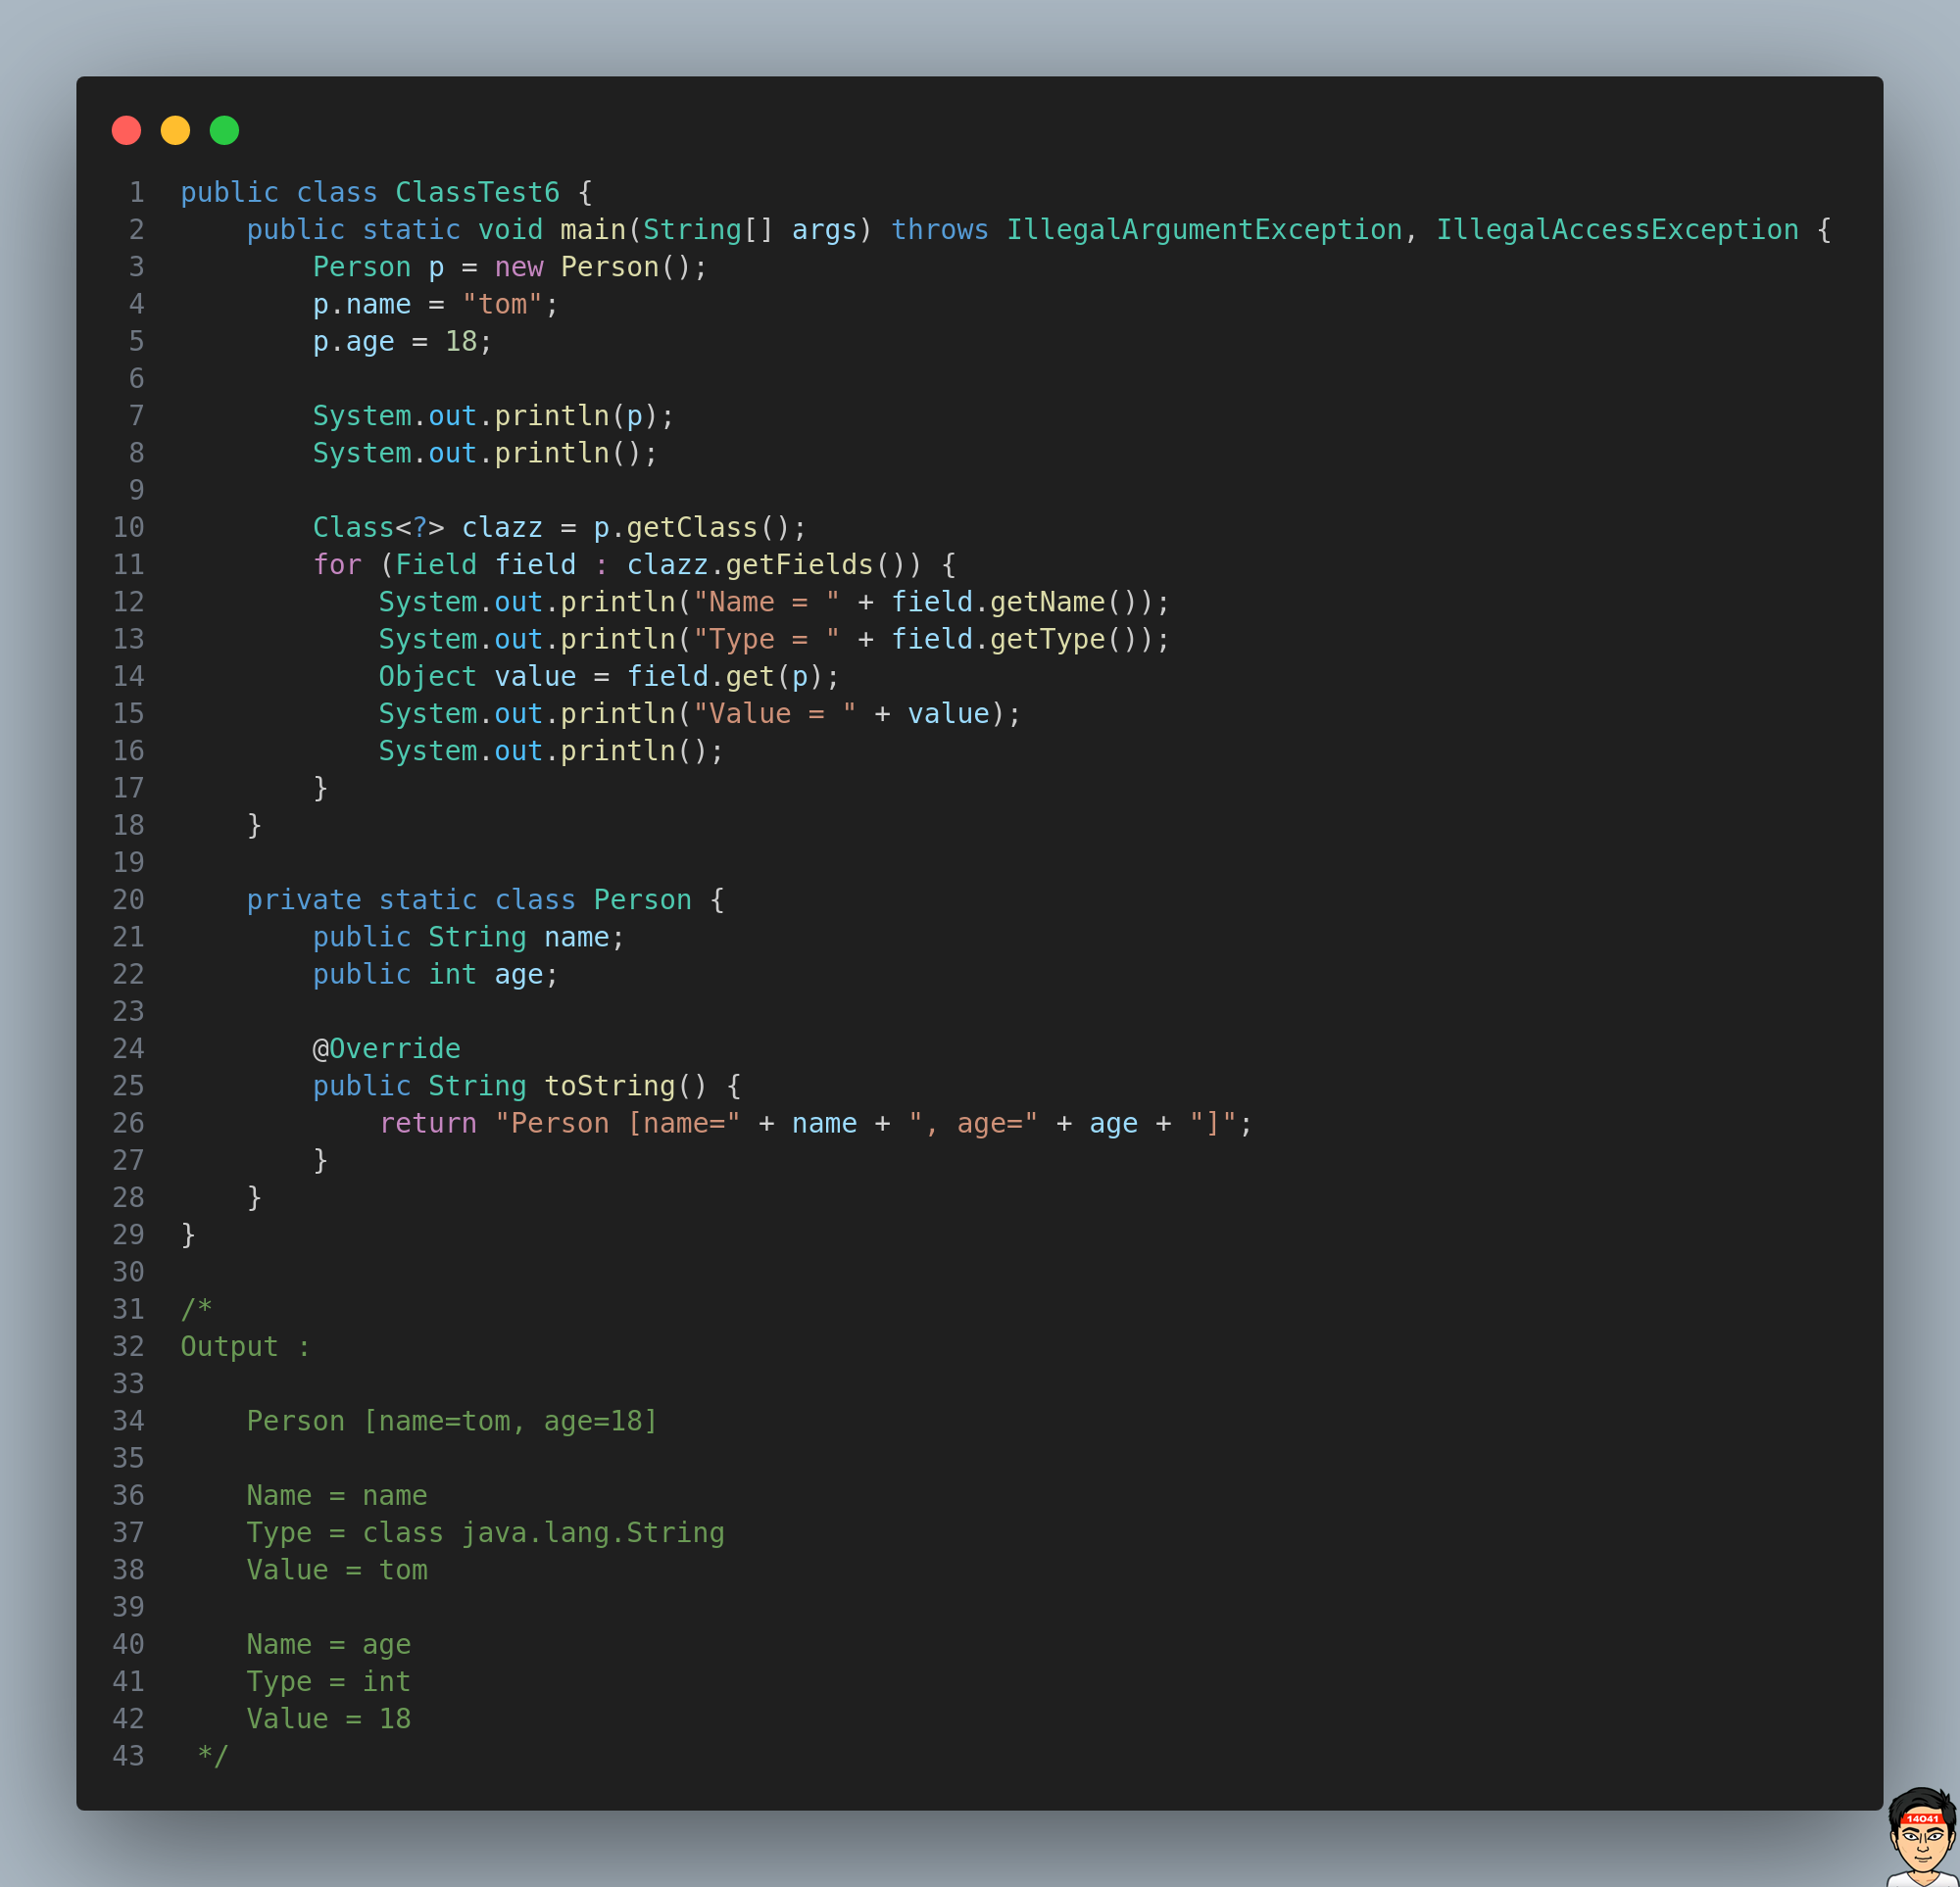 1 public class ClassTest6 {
2     public static void main(String[] args) throws IllegalArgumentException, IllegalAccessException {
3         Person p = new Person();
4         p.name = "tom";
5         p.age = 18;
6
7         System.out.println(p);
8         System.out.println();
9
10         Class<?> clazz = p.getClass();
11         for (Field field : clazz.getFields()) {
12             System.out.println("Name = " + field.getName());
13             System.out.println("Type = " + field.getType());
14             Object value = field.get(p);
15             System.out.println("Value = " + value);
16             System.out.println();
17         }
18     }
19
20     private static class Person {
21         public String name;
22         public int age;
23
24         @Override
25         public String toString() {
26             return "Person [name=" + name + ", age=" + age + "]";
27         }
28     }
29 }
30
31 /*
32 Output :
33
34     Person [name=tom, age=18]
35
36     Name = name
37     Type = class java.lang.String
38     Value = tom
39
40     Name = age
41     Type = int
42     Value = 18
43  */
14041